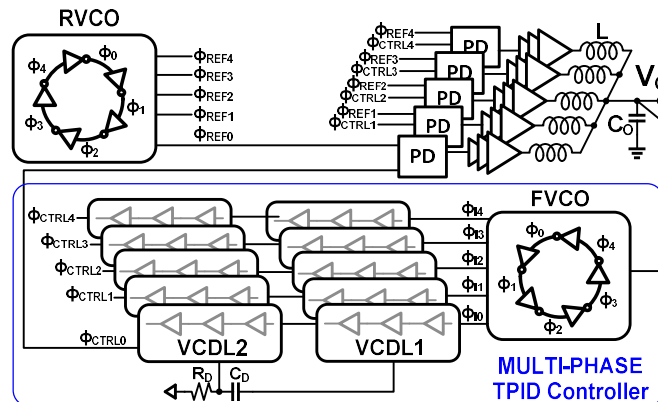 RVCO
Φ0
Φ1
Φ2
Φ3
Φ4
ΦREF4
ΦREF3
ΦREF2
ΦREF1
ΦREF0
ΦREF4
ΦCTRL4
ΦREF3
ΦCTRL3
ΦREF2
ΦCTRL2
ΦREF1
ΦCTRL1
PD
PD
PD
PD
PD
L
CO
FVCO
Φ0
Φ4
Φ1
Φ3
Φ2
ΦCTRL4
ΦCTRL3
ΦCTRL2
ΦCTRL1
ΦCTRL0
ΦI4
ΦI3
ΦI2
ΦI1
ΦI0
VCDL2
VCDL1
RD
CD
MULTI-PHASE
TPID Controller